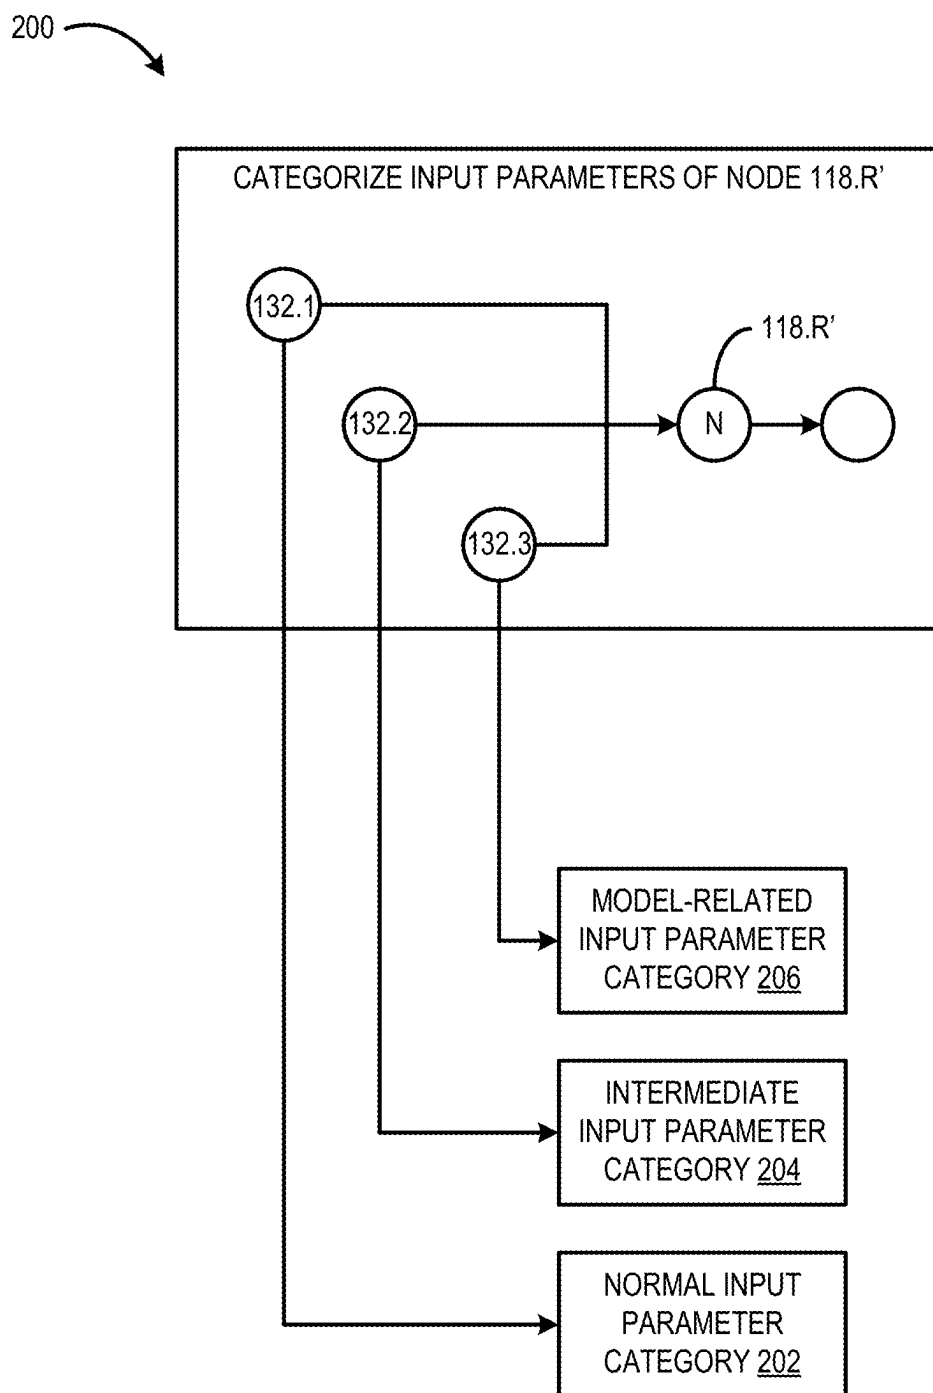 200
CATEGORIZE INPUT PARAMETERS OF NODE 118.R’
132.1
118.R’
132.2
N
132.3
MODEL-RELATED
INPUT PARAMETER
CATEGORY 206
INTERMEDIATE
INPUT PARAMETER
CATEGORY 204
NORMAL INPUT
PARAMETER
CATEGORY 202